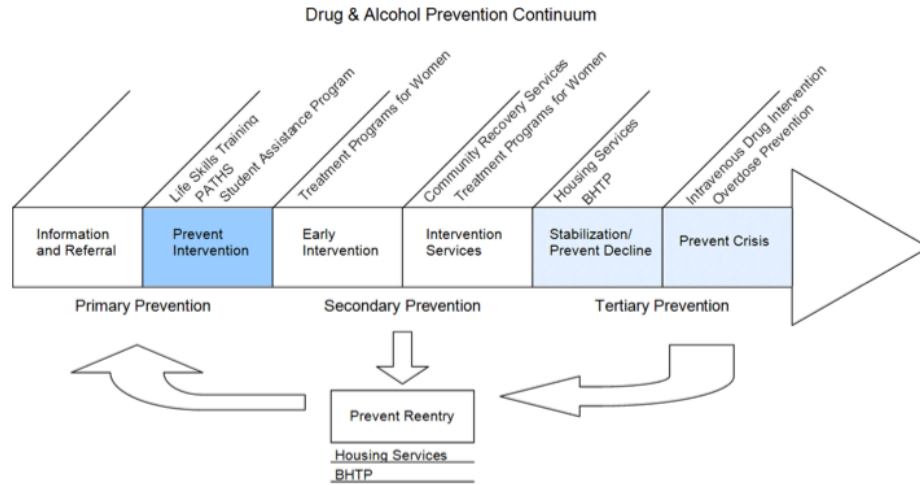 Drug & Alcohol Prevention Continuum
Life Skills Training
PATHS
Student Assistance Program
Treatment Programs for Women
Community Recovery Services
Treatment Programs for Women
Housing Services
BHTP
Intravenous Drug Intervention
Overdose Prevention
Information
and Referral
Prevent
Intervention
Early
Intervention
Intervention
Services
Stabilization/
Prevent Decline
Prevent Crisis
Primary Prevention
Secondary Prevention
Tertiary Prevention
Prevent Reentry
Housing Services
BHTP